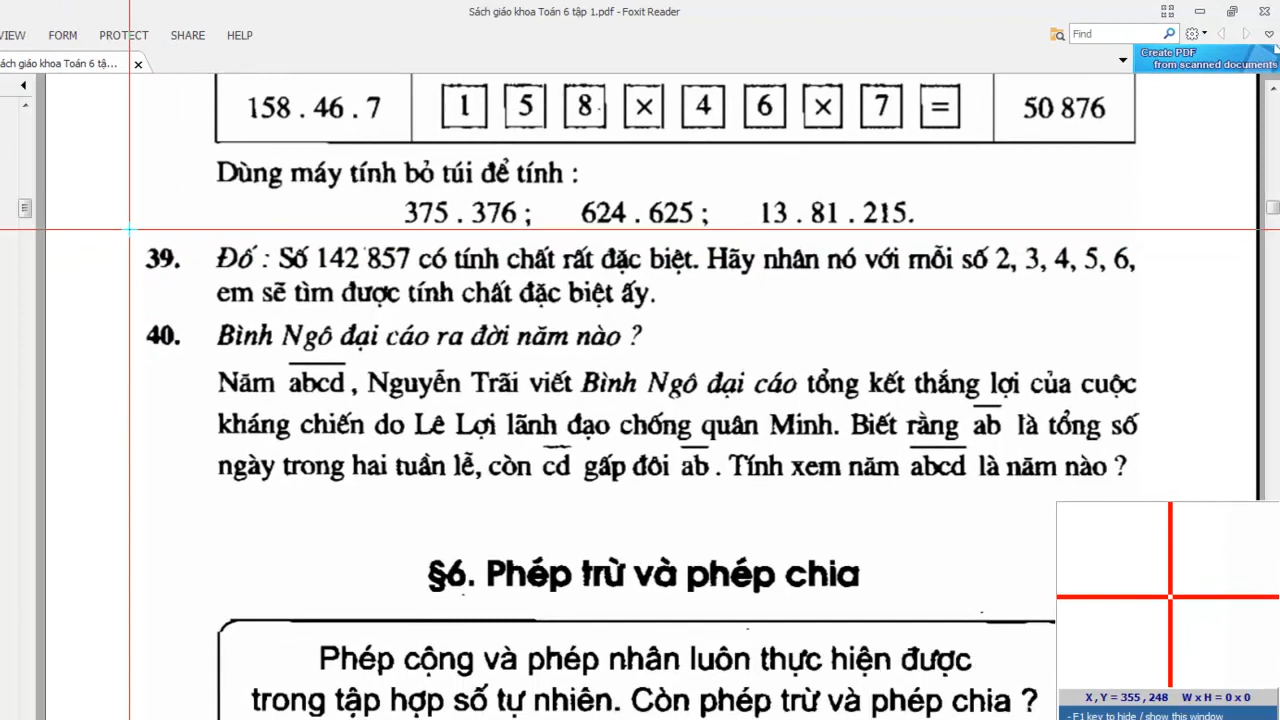 Sách giáo khoa Toán 6 tập 1.pdf - Foxit Reader
VIEW FORM PROTECT SHARE HELP
Find
ách giáo khoa Toán 6 tậ... ×
Create PDF
from scanned documents
158 . 46 . 7 1 5 8 × 4 6 × 7 = 50 876
Dùng máy tính bỏ túi để tính :
375 . 376 ; 624 . 625 ; 13 . 81 . 215.
39. Đố : Số 142 857 có tính chất rất đặc biệt. Hãy nhân nó với mỗi số 2, 3, 4, 5, 6,
em sẽ tìm được tính chất đặc biệt ấy.
40. Bình Ngô đại cáo ra đời năm nào ?
Năm abcd , Nguyễn Trãi viết Bình Ngô đại cáo tổng kết thắng lợi của cuộc
kháng chiến do Lê Lợi lãnh đạo chống quân Minh. Biết rằng ab là tổng số
ngày trong hai tuần lễ, còn cd gấp đôi ab . Tính xem năm abcd là năm nào ?
§6. Phép trừ và phép chia
Phép cộng và phép nhân luôn thực hiện được
trong tập hợp số tự nhiên. Còn phép trừ và phép chia ?
X , Y = 355 , 248 W x H = 0 x 0
- F1 key to hide / show this window